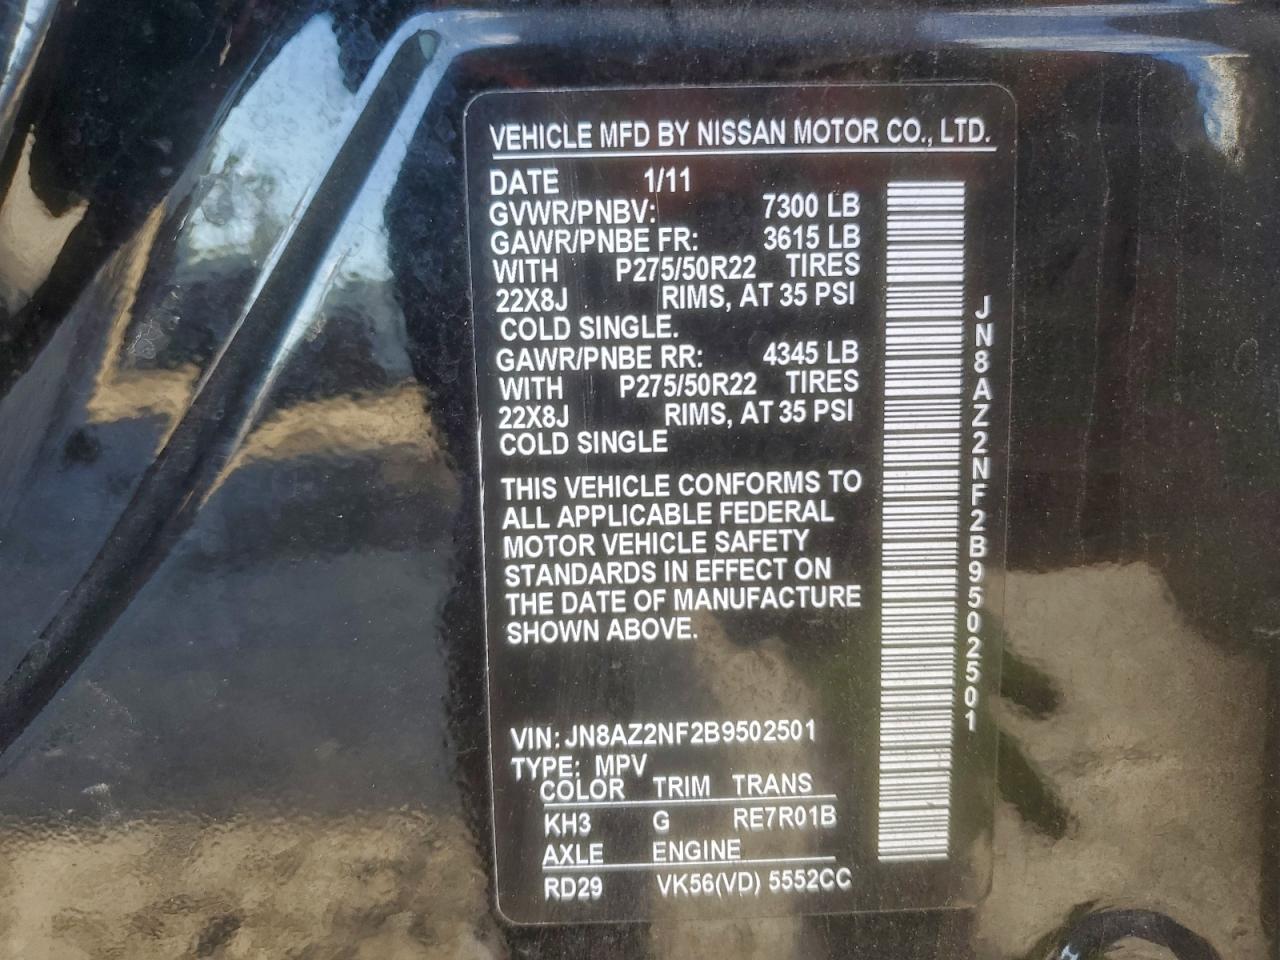 VEHICLE MFD BY NISSAN MOTOR CO., LTD.
DATE 1/11
GVWR/PNBV: 7300 LB
GAWR/PNBE FR: 3615 LB
WITH P275/50R22 TIRES
22X8J RIMS, AT 35 PSI
COLD SINGLE.
GAWR/PNBE RR: 4345 LB
WITH P275/50R22 TIRES
22X8J RIMS, AT 35 PSI
COLD SINGLE
THIS VEHICLE CONFORMS TO
ALL APPLICABLE FEDERAL
MOTOR VEHICLE SAFETY
STANDARDS IN EFFECT ON
THE DATE OF MANUFACTURE
SHOWN ABOVE.
VIN: JN8AZ2NF2B9502501
TYPE: MPV
COLOR TRIM TRANS
KH3 G RE7R01B
AXLE ENGINE
RD29 VK56(VD) 5552CC
JN8AZ2NF2B9502501